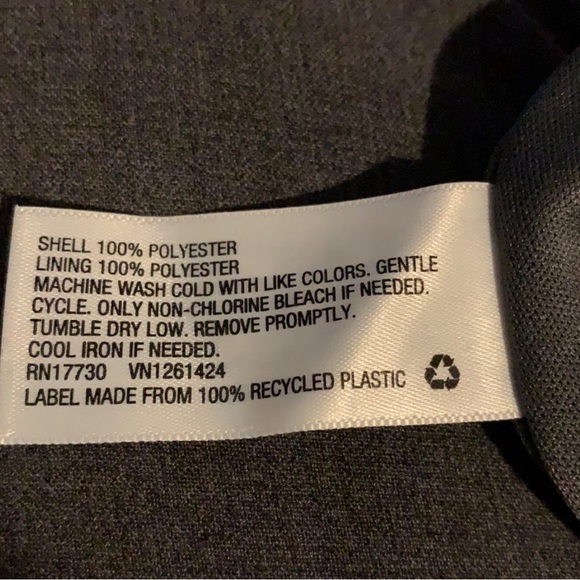 SHELL 100% POLYESTER
LINING 100% POLYESTER
MACHINE WASH COLD WITH LIKE COLORS. GENTLE
CYCLE. ONLY NON-CHLORINE BLEACH IF NEEDED.
TUMBLE DRY LOW. REMOVE PROMPTLY.
COOL IRON IF NEEDED.
RN17730 VN1261424
LABEL MADE FROM 100% RECYCLED PLASTIC